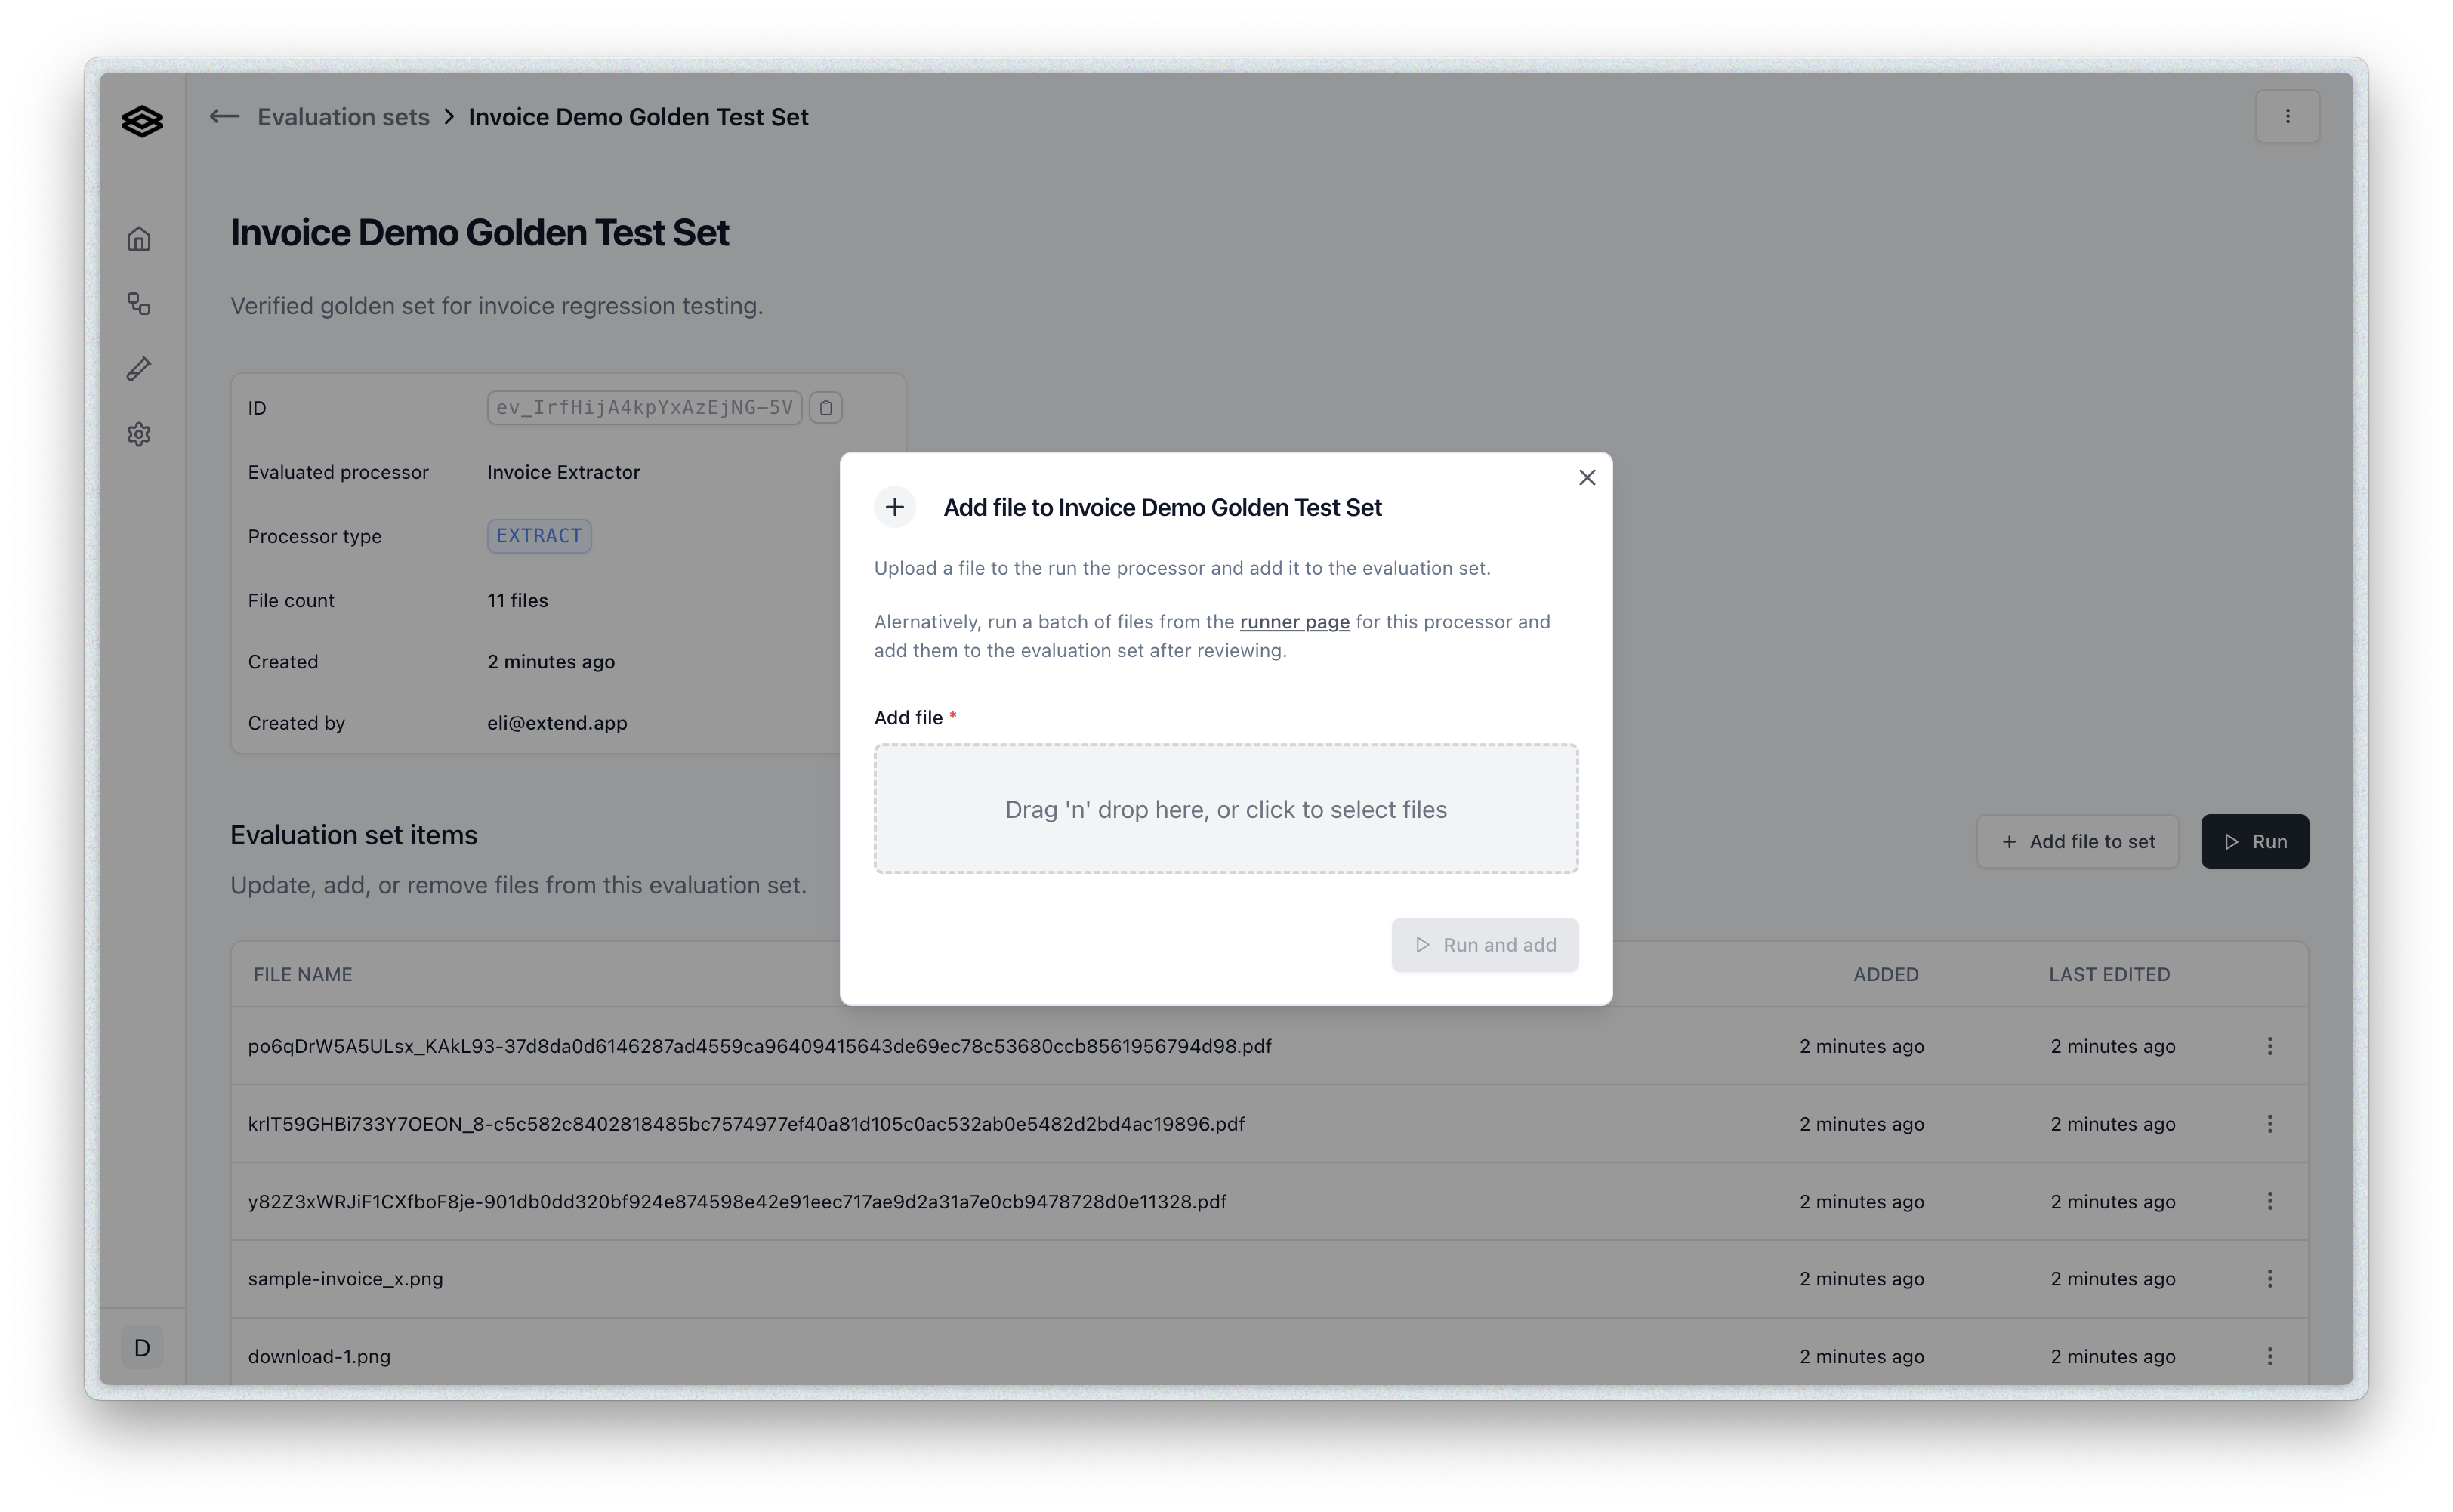 Evaluation sets > Invoice Demo Golden Test Set
Invoice Demo Golden Test Set
Verified golden set for invoice regression testing.
ID ev_IrfHijA4kpYxAzEjNG-5V
Evaluated processor Invoice Extractor
Processor type EXTRACT
File count 11 files
Created 2 minutes ago
Created by eli@extend.app
Add file to Invoice Demo Golden Test Set
Upload a file to the run the processor and add it to the evaluation set.
Alernatively, run a batch of files from the runner page for this processor and
add them to the evaluation set after reviewing.
Add file *
Drag 'n' drop here, or click to select files
Run and add
Evaluation set items
Update, add, or remove files from this evaluation set.
+ Add file to set
Run
FILE NAME ADDED LAST EDITED
po6qDrW5A5ULsx_KAkL93-37d8da0d6146287ad4559ca96409415643de69ec78c53680ccb8561956794d98.pdf 2 minutes ago 2 minutes ago
krlT59GHBi733Y7OEON_8-c5c582c8402818485bc7574977ef40a81d105c0ac532ab0e5482d2bd4ac19896.pdf 2 minutes ago 2 minutes ago
y82Z3xWRJiF1CXfboF8je-901db0dd320bf924e874598e42e91eec717ae9d2a31a7e0cb9478728d0e11328.pdf 2 minutes ago 2 minutes ago
sample-invoice_x.png 2 minutes ago 2 minutes ago
download-1.png 2 minutes ago 2 minutes ago
D